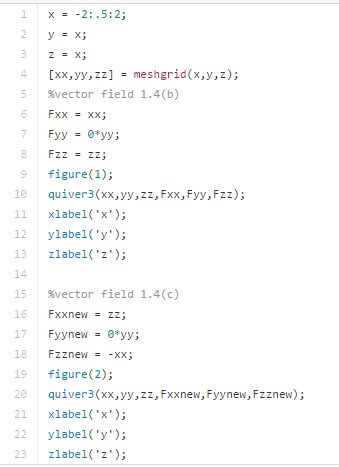 1 x = -2:.5:2;
2 y = x;
3 z = x;
4 [xx,yy,zz] = meshgrid(x,y,z);
5 %vector field 1.4(b)
6 Fxx = xx;
7 Fyy = 0*yy;
8 Fzz = zz;
9 figure(1);
10 quiver3(xx,yy,zz,Fxx,Fyy,Fzz);
11 xlabel('x');
12 ylabel('y');
13 zlabel('z');
14
15 %vector field 1.4(c)
16 Fxxnew = zz;
17 Fyynew = 0*yy;
18 Fzznew = -xx;
19 figure(2);
20 quiver3(xx,yy,zz,Fxxnew,Fyynew,Fzznew);
21 xlabel('x');
22 ylabel('y');
23 zlabel('z');